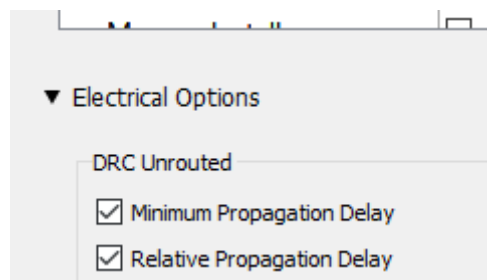 Electrical Options
DRC Unrouted
Minimum Propagation Delay
Relative Propagation Delay